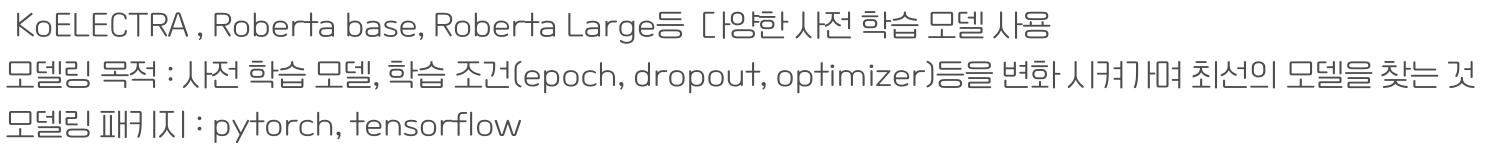 KoELECTRA , Roberta base, Roberta Large등 다양한 사전 학습 모델 사용
모델링 목적 : 사전 학습 모델, 학습 조건(epoch, dropout, optimizer)등을 변화 시켜가며 최선의 모델을 찾는 것
모델링 패키지 : pytorch, tensorflow